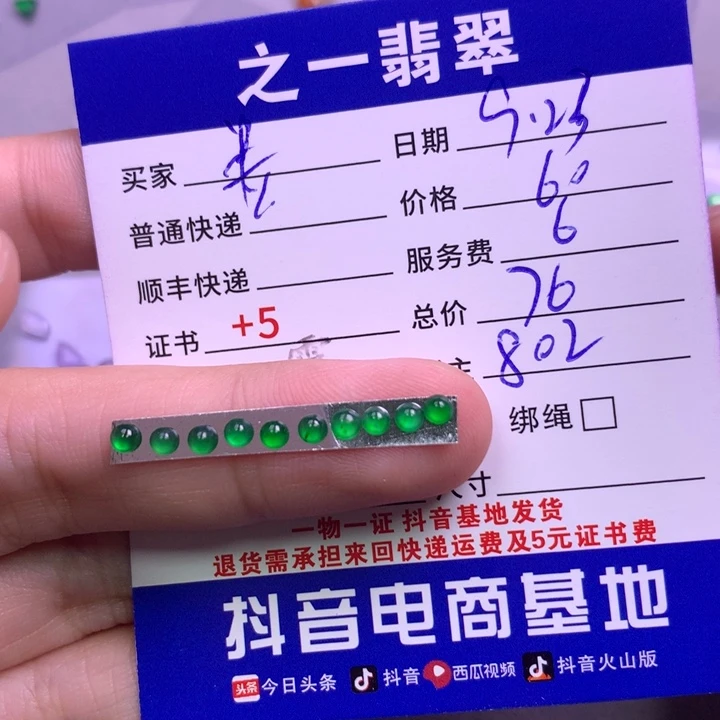 之一翡翠
买家 日期 5.23
普通快递 价格 60
顺丰快递 服务费 6
证书 +5 总价 76
主 802
绑绳
尺寸
一物一证 抖音基地发货
退货需承担来回快递运费及5元证书费
抖音电商基地
头条 今日头条 抖音 西瓜视频 抖音火山版